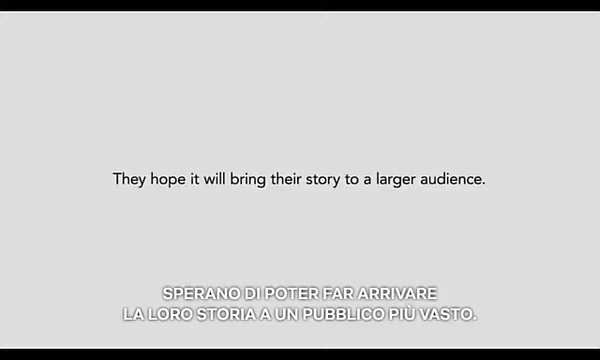 They hope it will bring their story to a larger audience.
SPERANO DI POTER FAR ARRIVARE
LA LORO STORIA A UN PUBBLICO PIÙ VASTO.